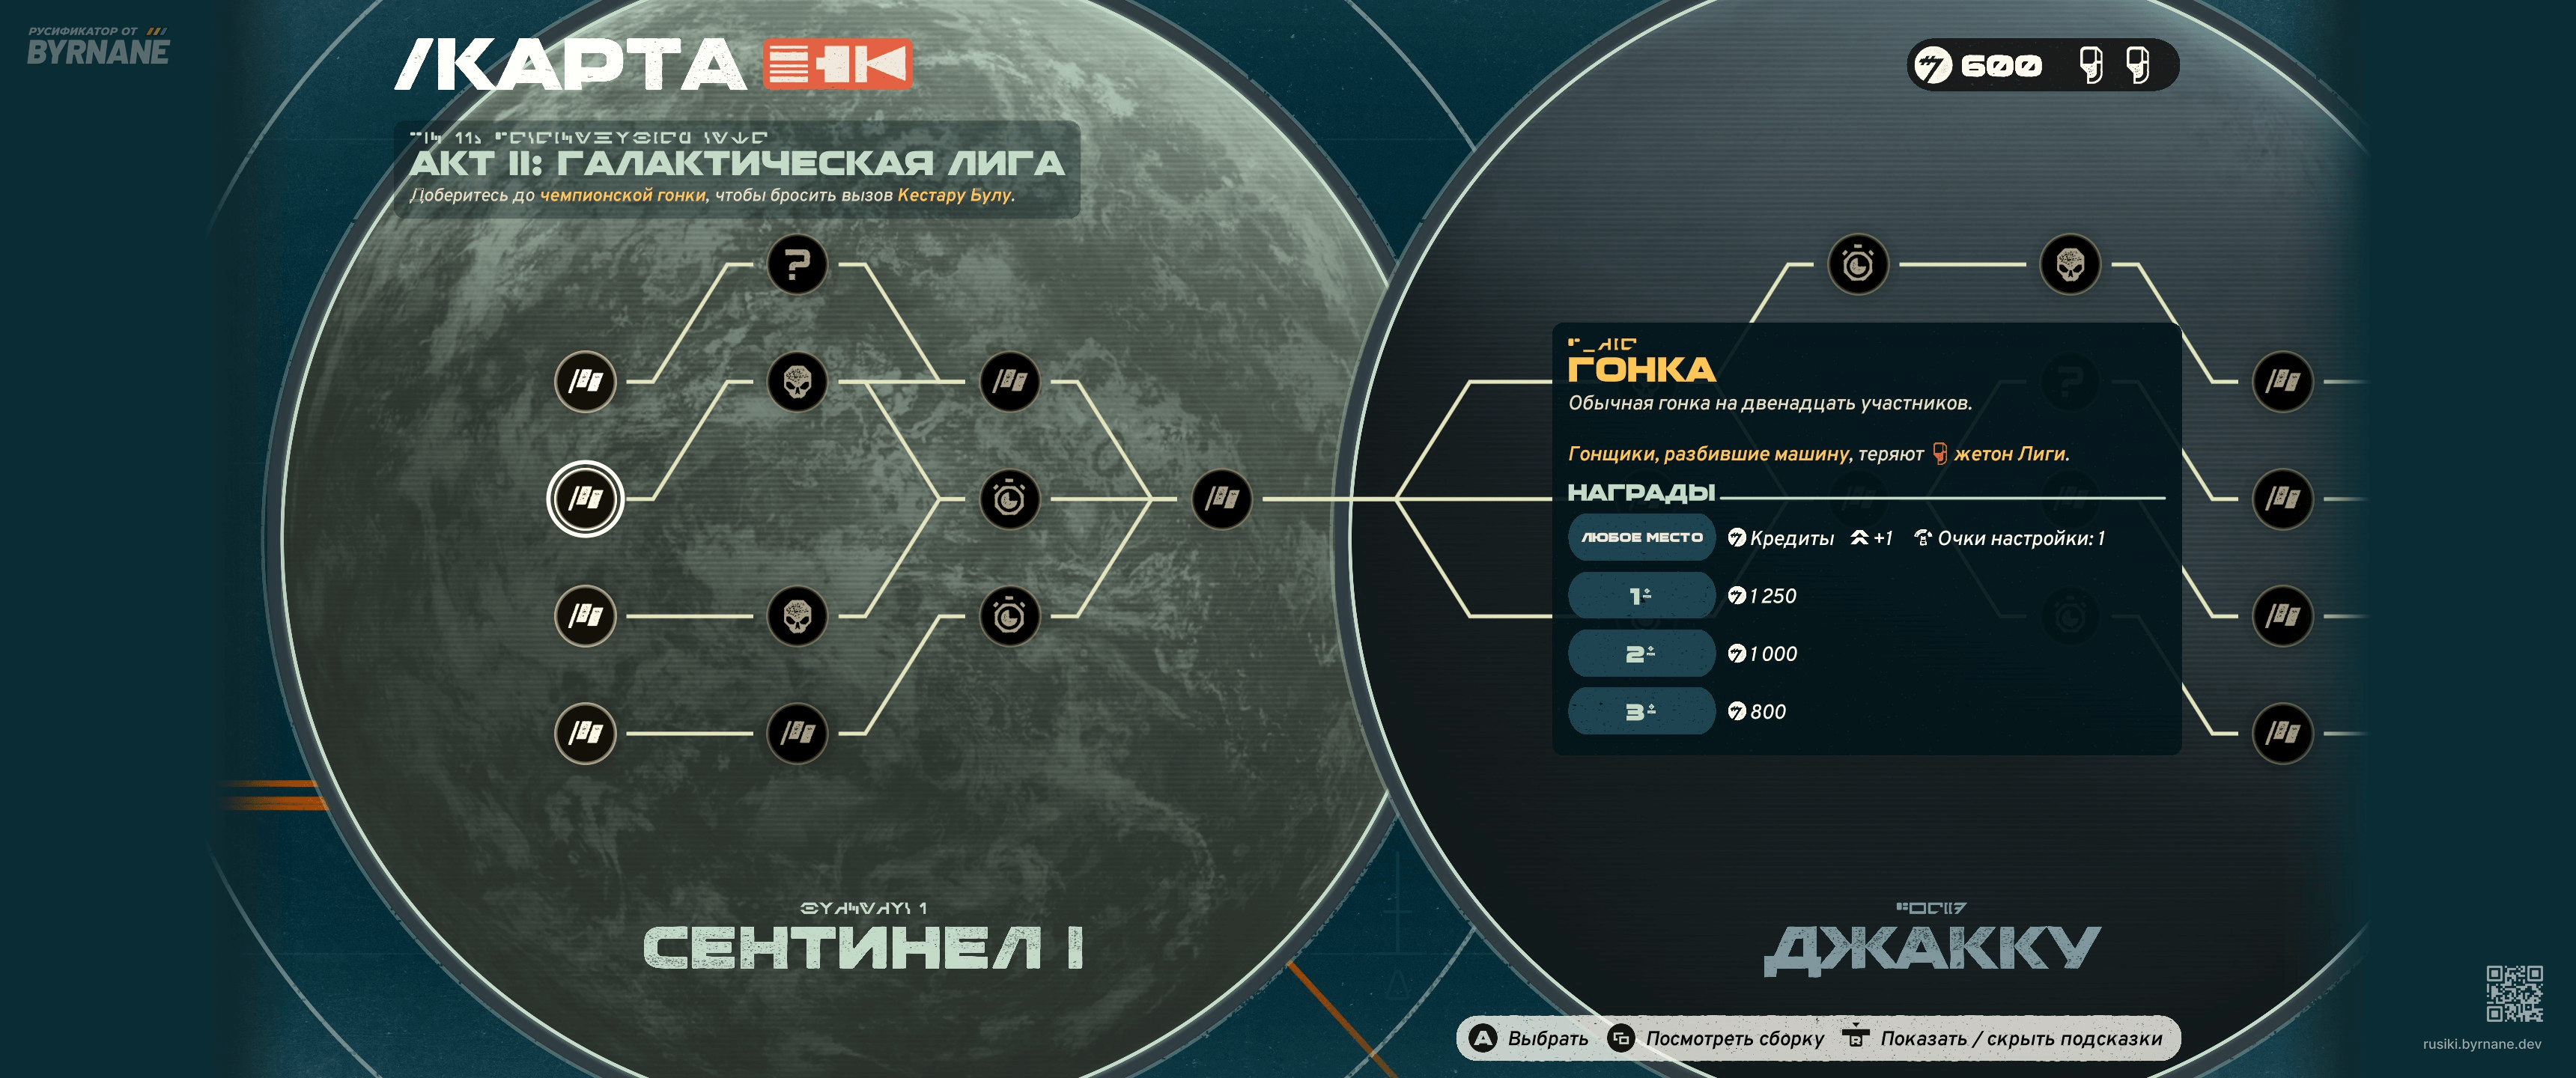 РУСИФИКАТОР ОТ
BYRNANE
/КАРТА
600
АКТ II: ГАЛАКТИЧЕСКАЯ ЛИГА
Доберитесь до чемпионской гонки, чтобы бросить вызов Кестару Булу.
ГОНКА
Обычная гонка на двенадцать участников.
Гонщики, разбившие машину, теряют жетон Лиги.
НАГРАДЫ
ЛЮБОЕ МЕСТО Кредиты +1 Очки настройки: 1
1 1 250
2 1 000
3 800
СЕНТИНЕЛ I
ДЖАККУ
A Выбрать Посмотреть сборку R Показать / скрыть подсказки
rusiki.byrnane.dev